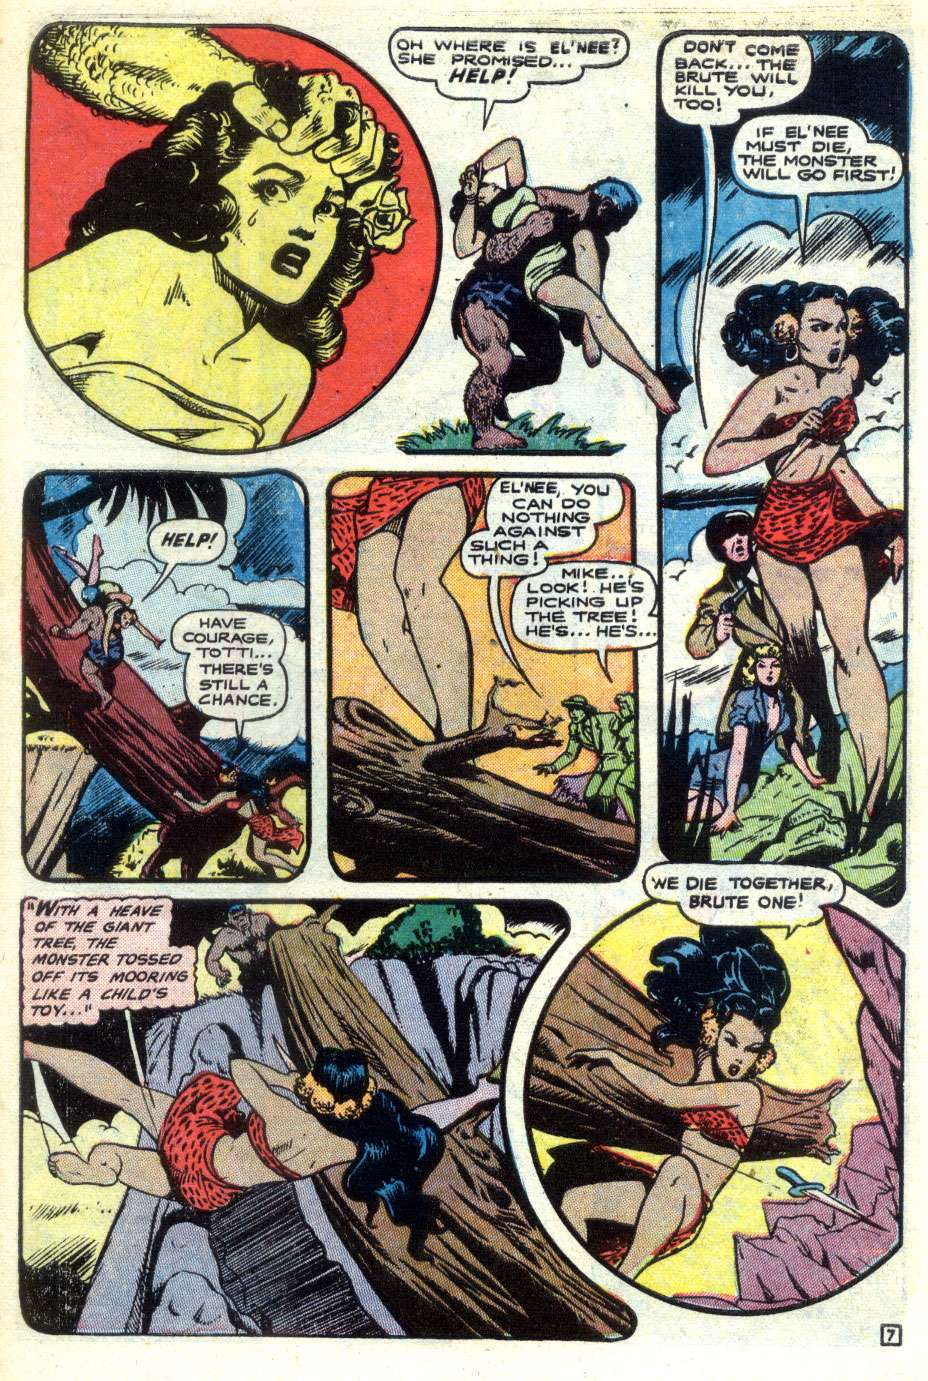 OH WHERE IS EL'NEE?
SHE PROMISED...
HELP!
DON'T COME
BACK... THE
BRUTE WILL
KILL YOU,
TOO!
IF EL'NEE
MUST DIE,
THE MONSTER
WILL GO FIRST!
HELP!
HAVE
COURAGE,
TOTTI...
THERE'S
STILL A
CHANCE.
EL'NEE, YOU
CAN DO
NOTHING
AGAINST
SUCH A
THING!
MIKE...
LOOK! HE'S
PICKING UP
THE TREE!
HE'S... HE'S...
"WITH A HEAVE
OF THE GIANT
TREE, THE
MONSTER TOSSED
OFF ITS MOORING
LIKE A CHILD'S
TOY..."
WE DIE TOGETHER,
BRUTE ONE!
7